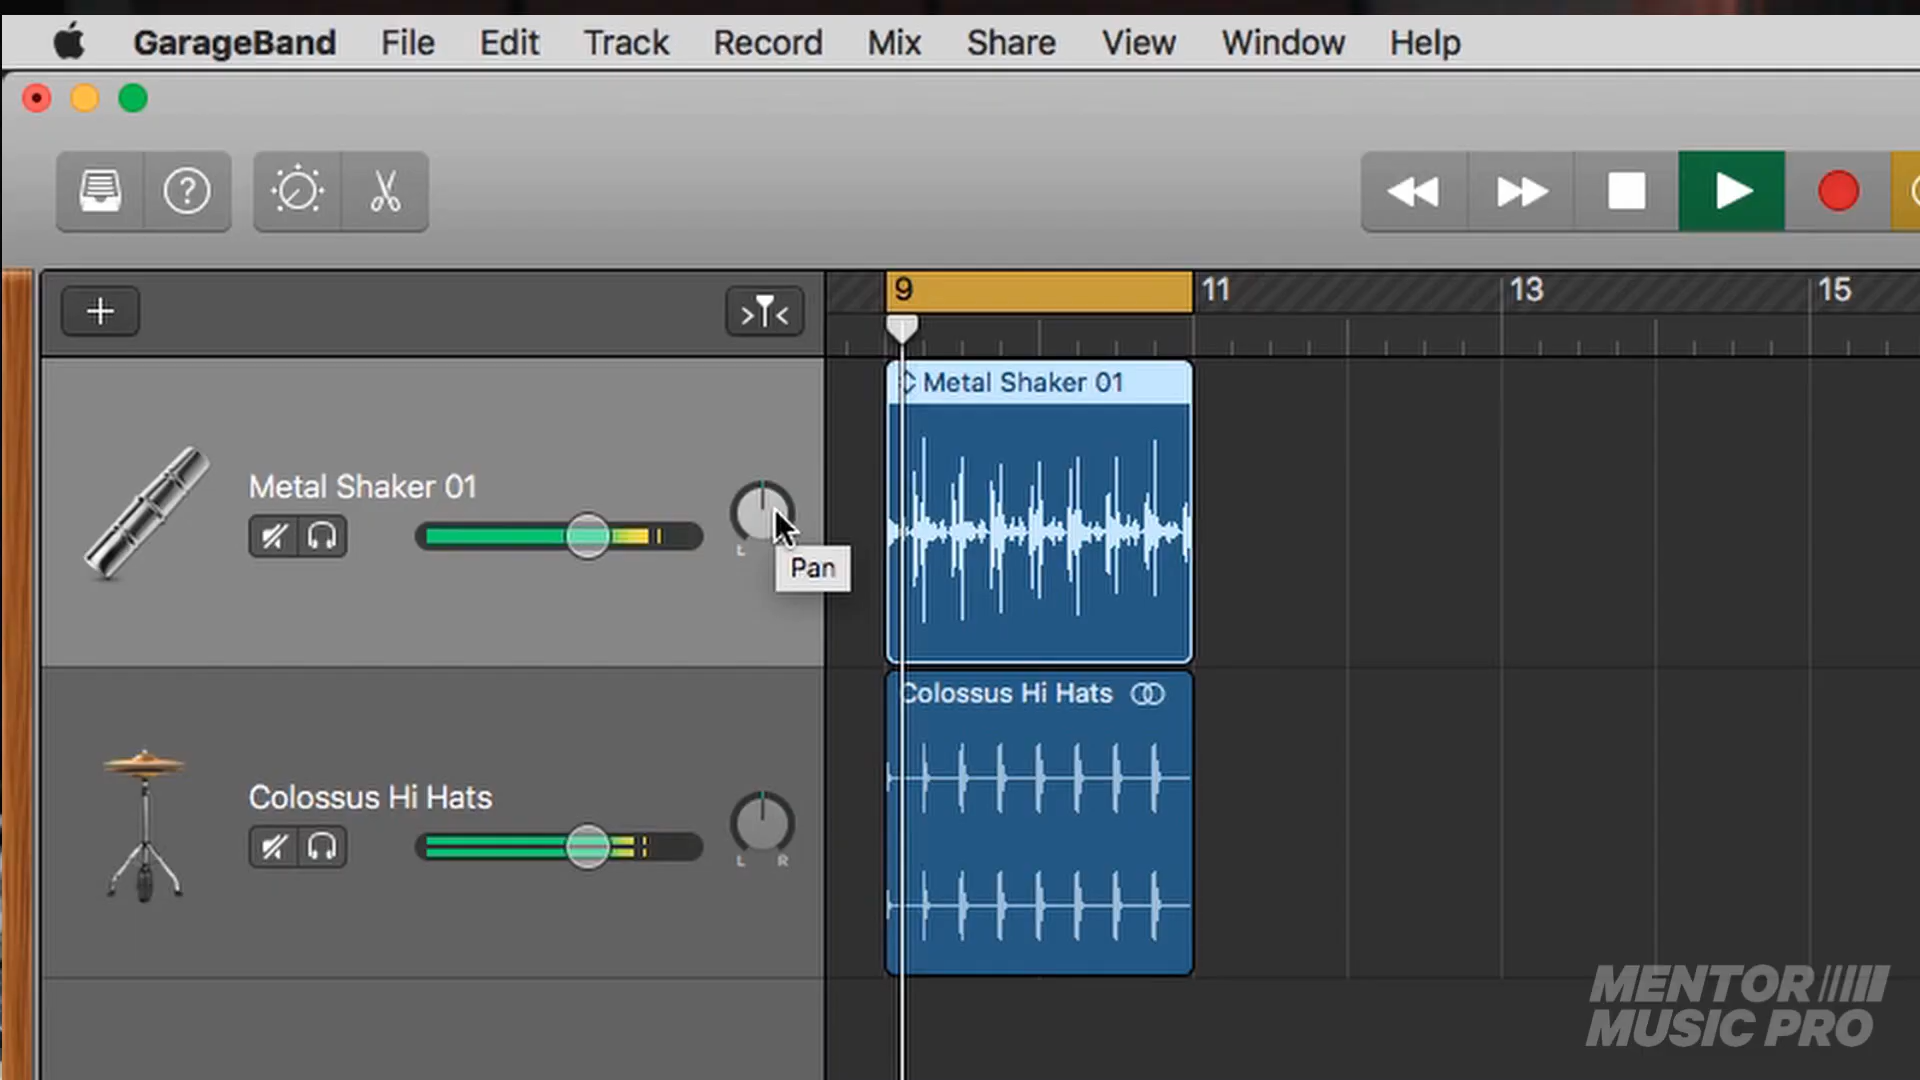 GarageBand File Edit Track Record Mix Share View Window Help
9 11 13 15
Metal Shaker 01
Metal Shaker 01
L
Pan
Colossus Hi Hats
Colossus Hi Hats
L R
MENTOR
MUSIC PRO